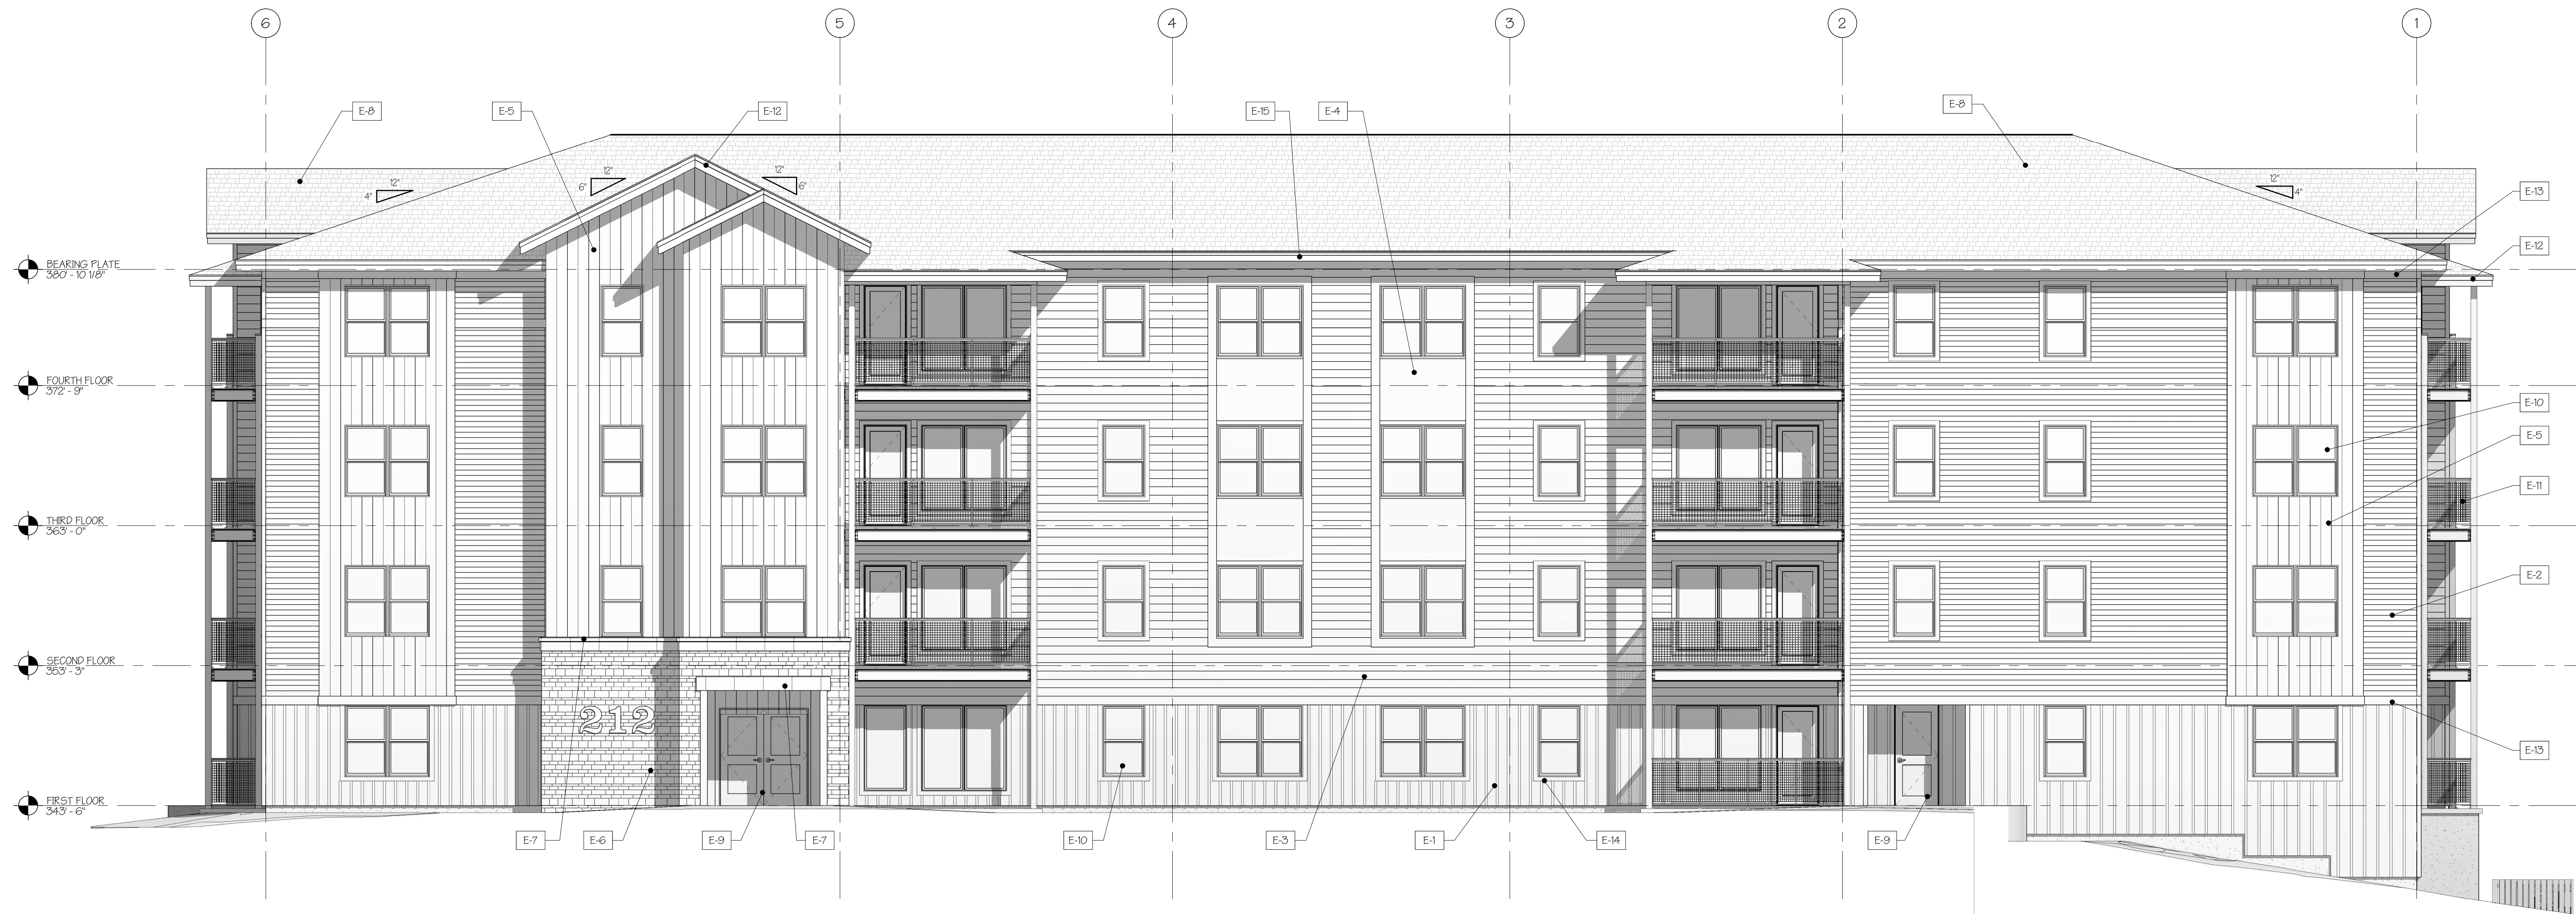 6
5
4
3
2
1
E-8
E-5
E-12
E-15
E-4
E-8
12"
4"
12"
6"
12"
6"
12"
4"
E-13
E-12
BEARING PLATE
380' - 10 1/8"
FOURTH FLOOR
372' - 9"
E-10
E-5
E-11
THIRD FLOOR
363' - 0"
E-2
SECOND FLOOR
353' - 3"
212
E-13
FIRST FLOOR
343' - 6"
E-7
E-6
E-9
E-7
E-10
E-3
E-1
E-14
E-9